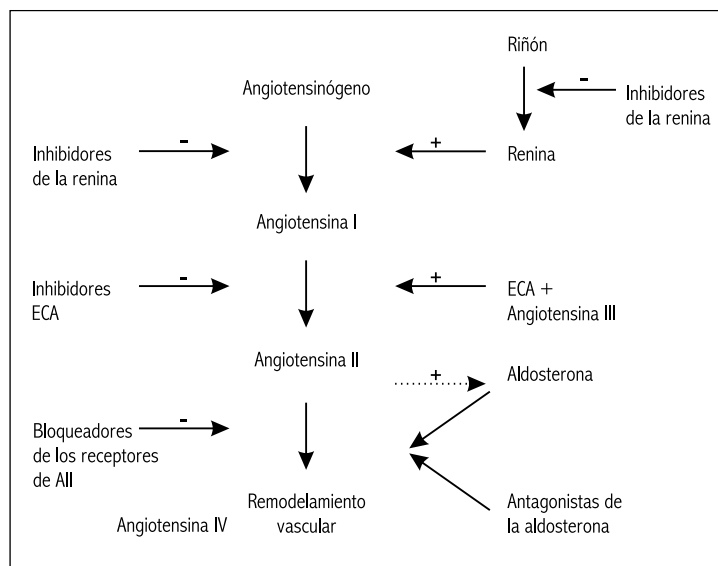 Riñón
-
Angiotensinógeno
Inhibidores
de la renina
-
+
Inhibidores
de la renina
Renina
Angiotensina I
-
+
Inhibidores
ECA
ECA +
Angiotensina III
Angiotensina II
+
Aldosterona
-
Bloqueadores
de los receptores
de AII
Angiotensina IV
Remodelamiento
vascular
Antagonistas de
la aldosterona